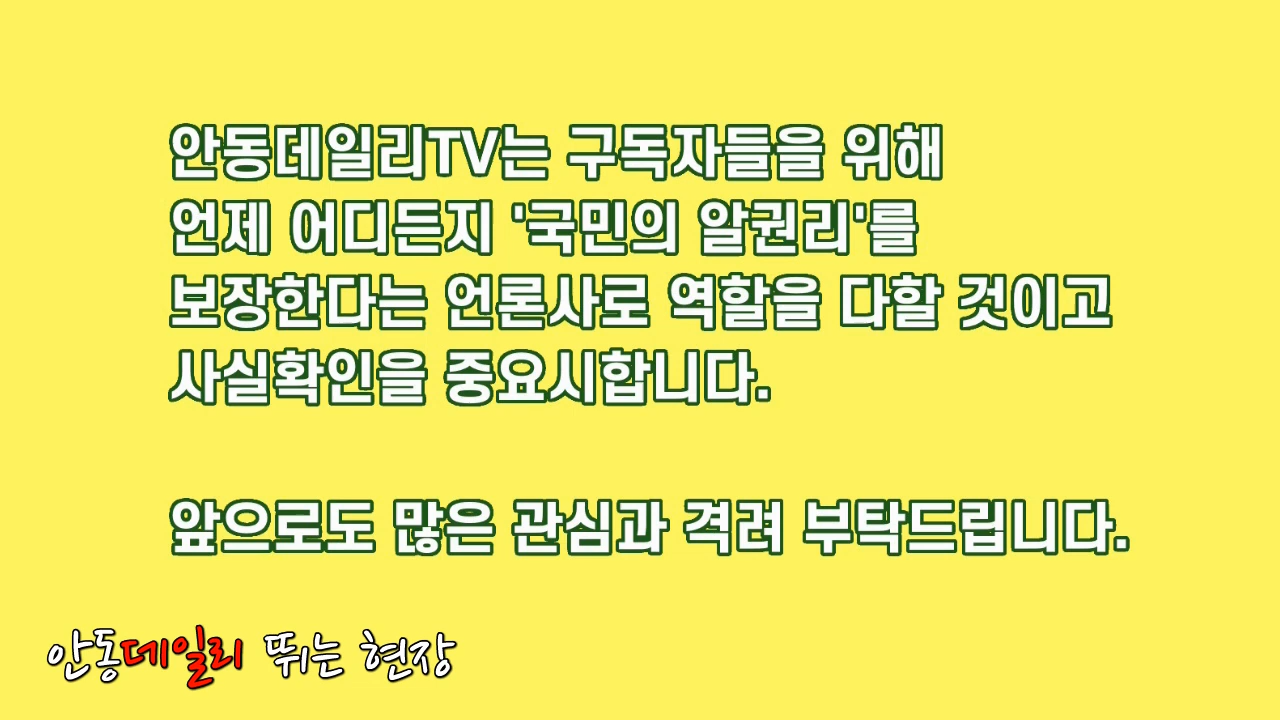 안동데일리TV는 구독자들을 위해
언제 어디든지 '국민의 알권리'를
보장한다는 언론사로 역할을 다할 것이고
사실확인을 중요시합니다.
앞으로도 많은 관심과 격려 부탁드립니다.
안동데일리 뛰는 현장